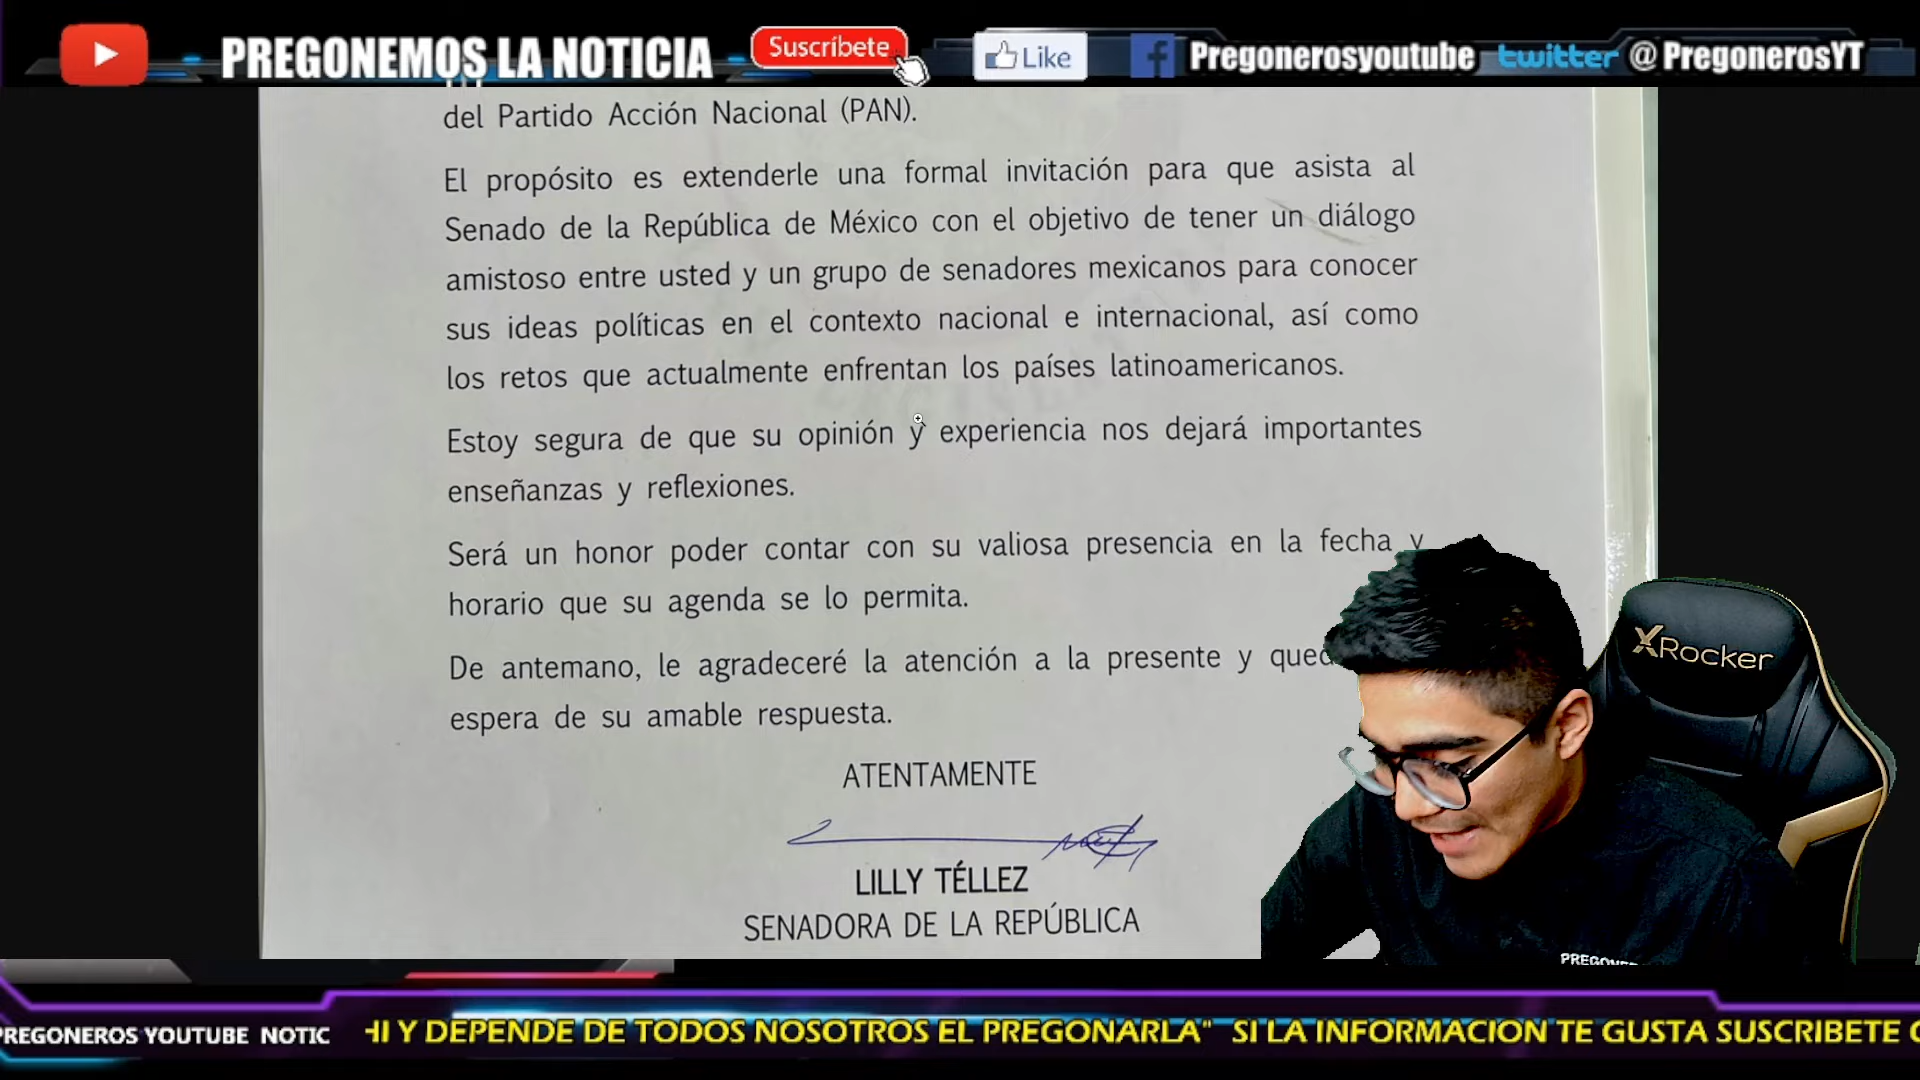 PREGONEMOS LA NOTICIA
Suscríbete
Like
Pregonerosyoutube
twitter @PregonerosYT
del Partido Acción Nacional (PAN).
El propósito es extenderle una formal invitación para que asista al
Senado de la República de México con el objetivo de tener un diálogo
amistoso entre usted y un grupo de senadores mexicanos para conocer
sus ideas políticas en el contexto nacional e internacional, así como
los retos que actualmente enfrentan los países latinoamericanos.
Estoy segura de que su opinión y experiencia nos dejará importantes
enseñanzas y reflexiones.
Será un honor poder contar con su valiosa presencia en la fecha y
horario que su agenda se lo permita.
De antemano, le agradeceré la atención a la presente y
espera de su amable respuesta.
ATENTAMENTE
LILLY TÉLLEZ
SENADORA DE LA REPÚBLICA
XRocker
PREGONEROS YOUTUBE NOTIC
HI Y DEPENDE DE TODOS NOSOTROS EL PREGONARLA" SI LA INFORMACION TE GUSTA SUSCRIBETE